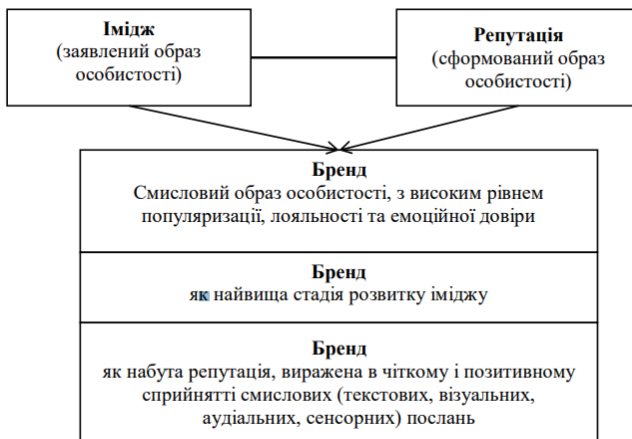 Імідж
(заявлений образ
особистості)
Репутація
(сформований образ
особистості)
Бренд
Смисловий образ особистості, з високим рівнем
популяризації, лояльності та емоційної довіри
Бренд
як найвища стадія розвитку іміджу
Бренд
як набута репутація, виражена в чіткому і позитивному
сприйнятті смислових (текстових, візуальних,
аудіальних, сенсорних) послань